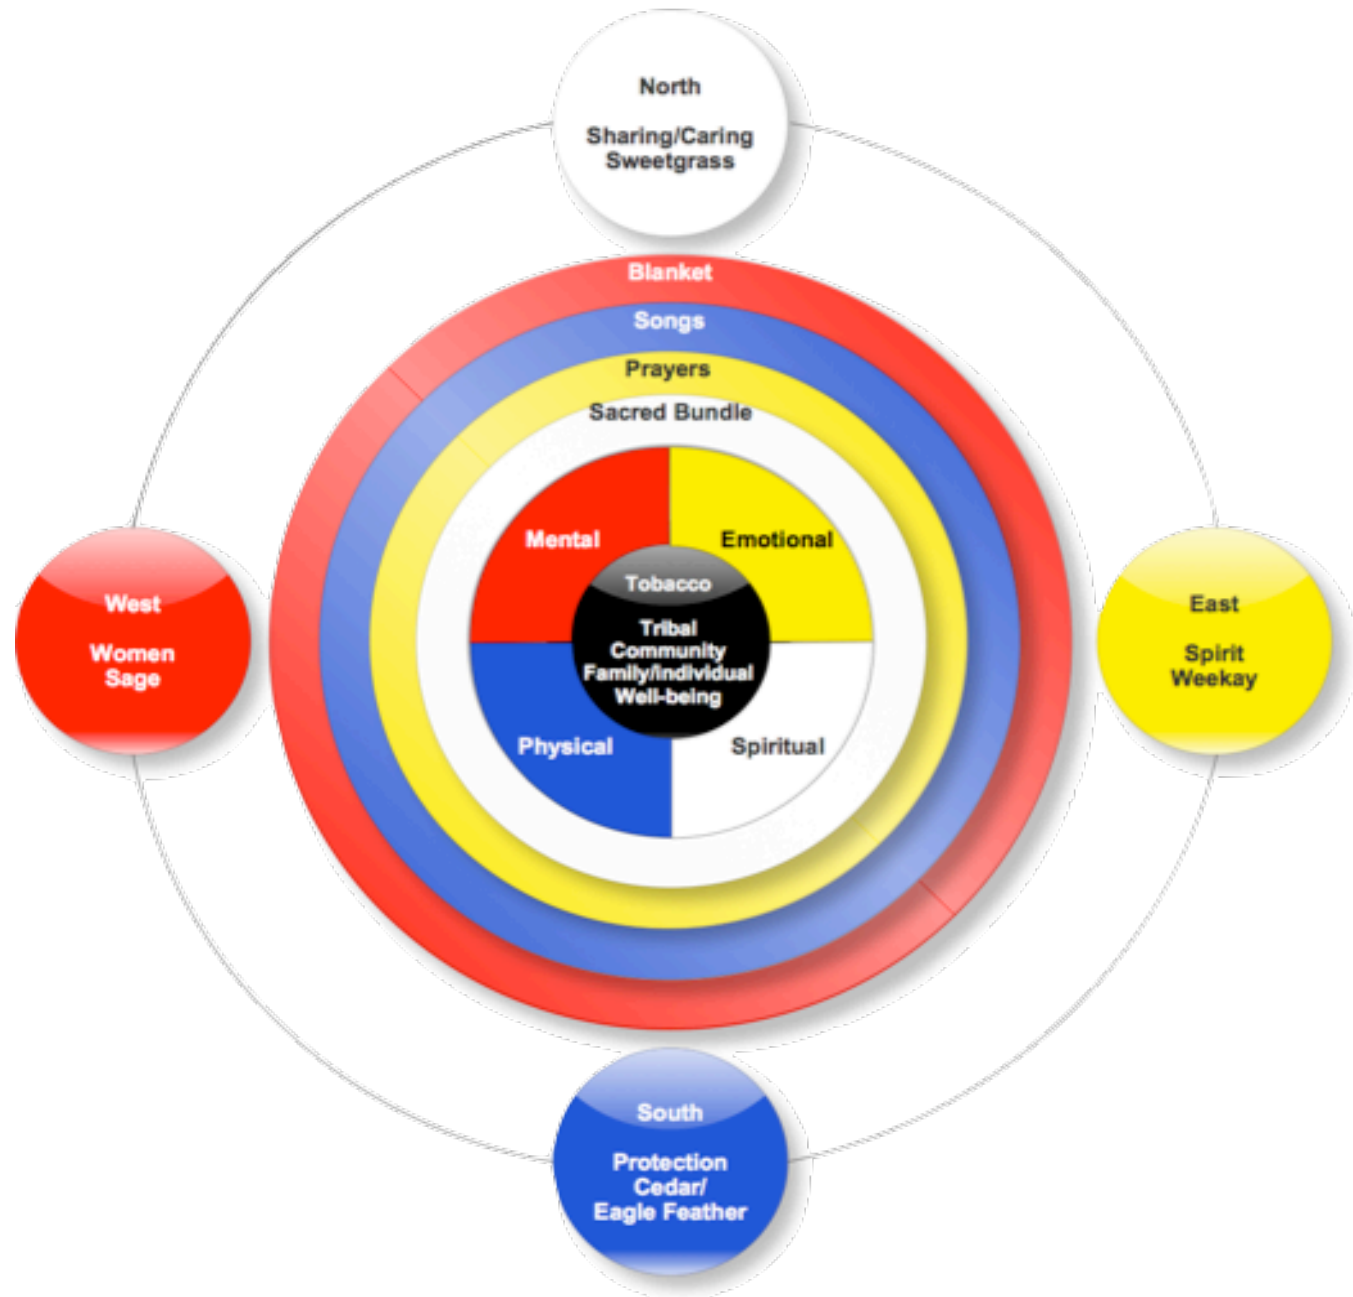 North
Sharing/Caring
Sweetgrass
Blanket
Songs
Prayers
Sacred Bundle
Mental
Emotional
Tobacco
Tribal
Community
Family/Individual
Well-being
Physical
Spiritual
West
Women
Sage
East
Spirit
Weekay
South
Protection
Cedar/
Eagle Feather